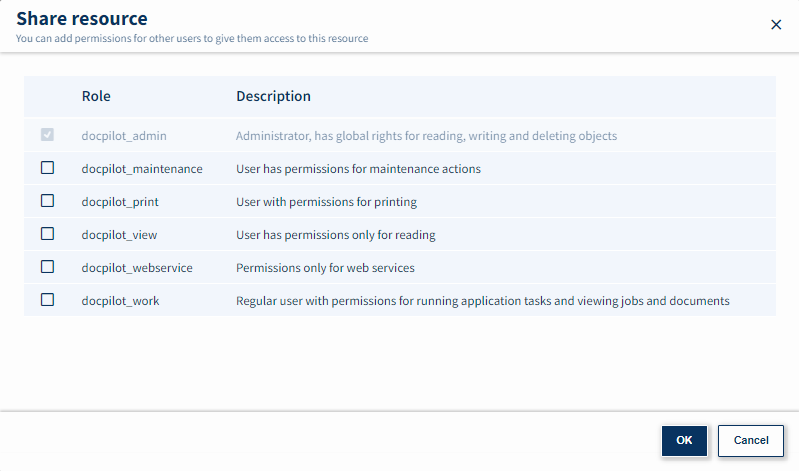 Share resource
You can add permissions for other users to give them access to this resource
Role Description
docpilot_admin Administrator, has global rights for reading, writing and deleting objects
docpilot_maintenance User has permissions for maintenance actions
docpilot_print User with permissions for printing
docpilot_view User has permissions only for reading
docpilot_webservice Permissions only for web services
docpilot_work Regular user with permissions for running application tasks and viewing jobs and documents
OK Cancel